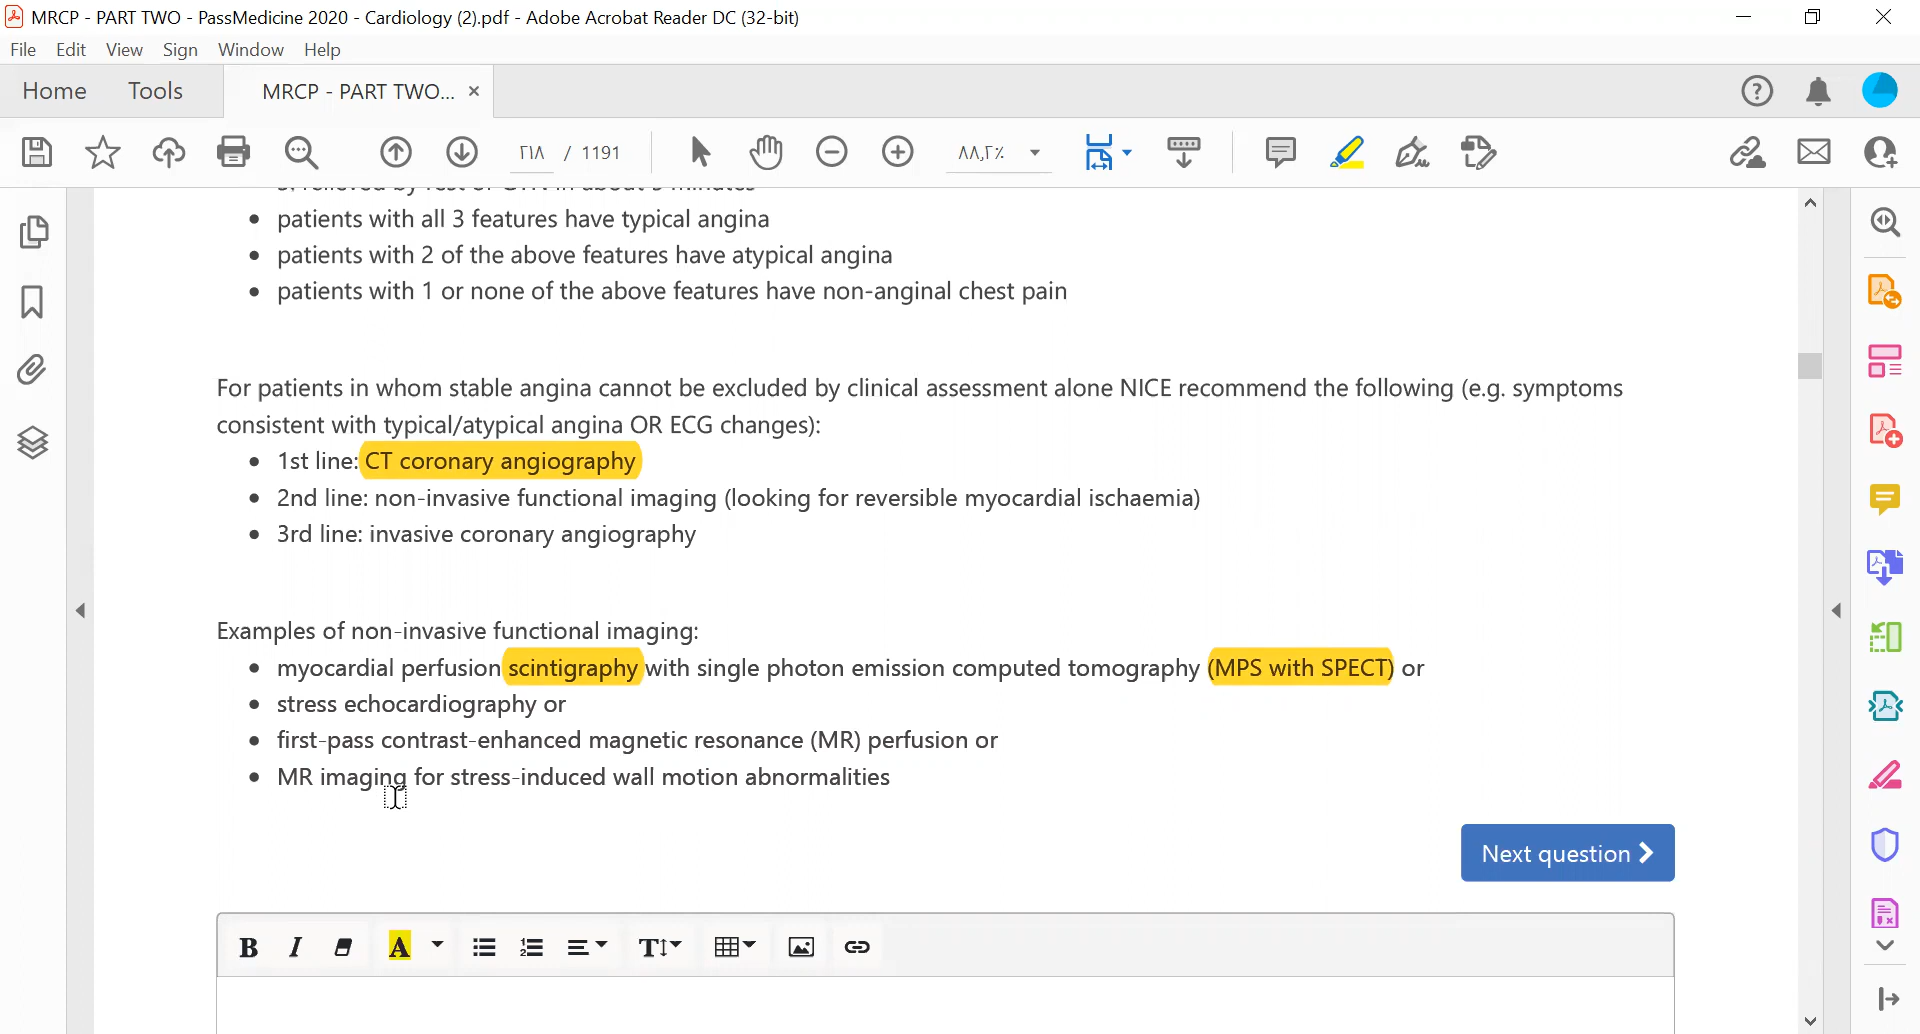 MRCP - PART TWO - PassMedicine 2020 - Cardiology (2).pdf - Adobe Acrobat Reader DC (32-bit)
File Edit View Sign Window Help
Home Tools MRCP - PART TWO... ×
٢١٨ / 1191 ٨٨,٢٪
• patients with all 3 features have typical angina
• patients with 2 of the above features have atypical angina
• patients with 1 or none of the above features have non-anginal chest pain
For patients in whom stable angina cannot be excluded by clinical assessment alone NICE recommend the following (e.g. symptoms
consistent with typical/atypical angina OR ECG changes):
• 1st line: CT coronary angiography
• 2nd line: non-invasive functional imaging (looking for reversible myocardial ischaemia)
• 3rd line: invasive coronary angiography
Examples of non-invasive functional imaging:
• myocardial perfusion scintigraphy with single photon emission computed tomography (MPS with SPECT) or
• stress echocardiography or
• first-pass contrast-enhanced magnetic resonance (MR) perfusion or
• MR imaging for stress-induced wall motion abnormalities
Next question
B I A T